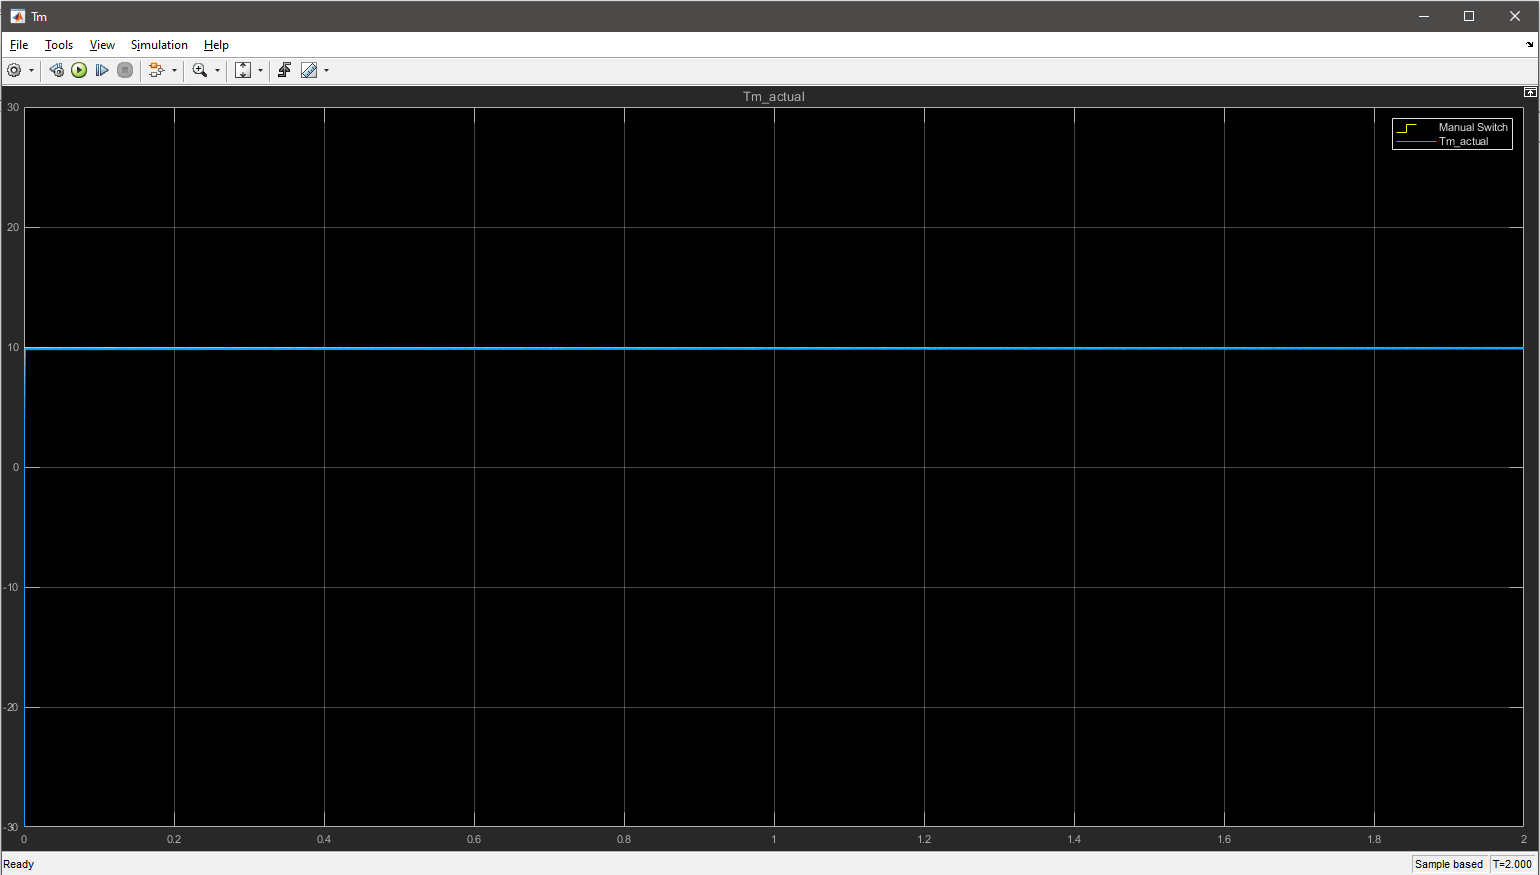 Tm
File Tools View Simulation Help
Tm_actual
Manual Switch
Tm_actual
30
20
10
0
-10
-20
-30
0 0.2 0.4 0.6 0.8 1 1.2 1.4 1.6 1.8 2
Ready Sample based T=2.000